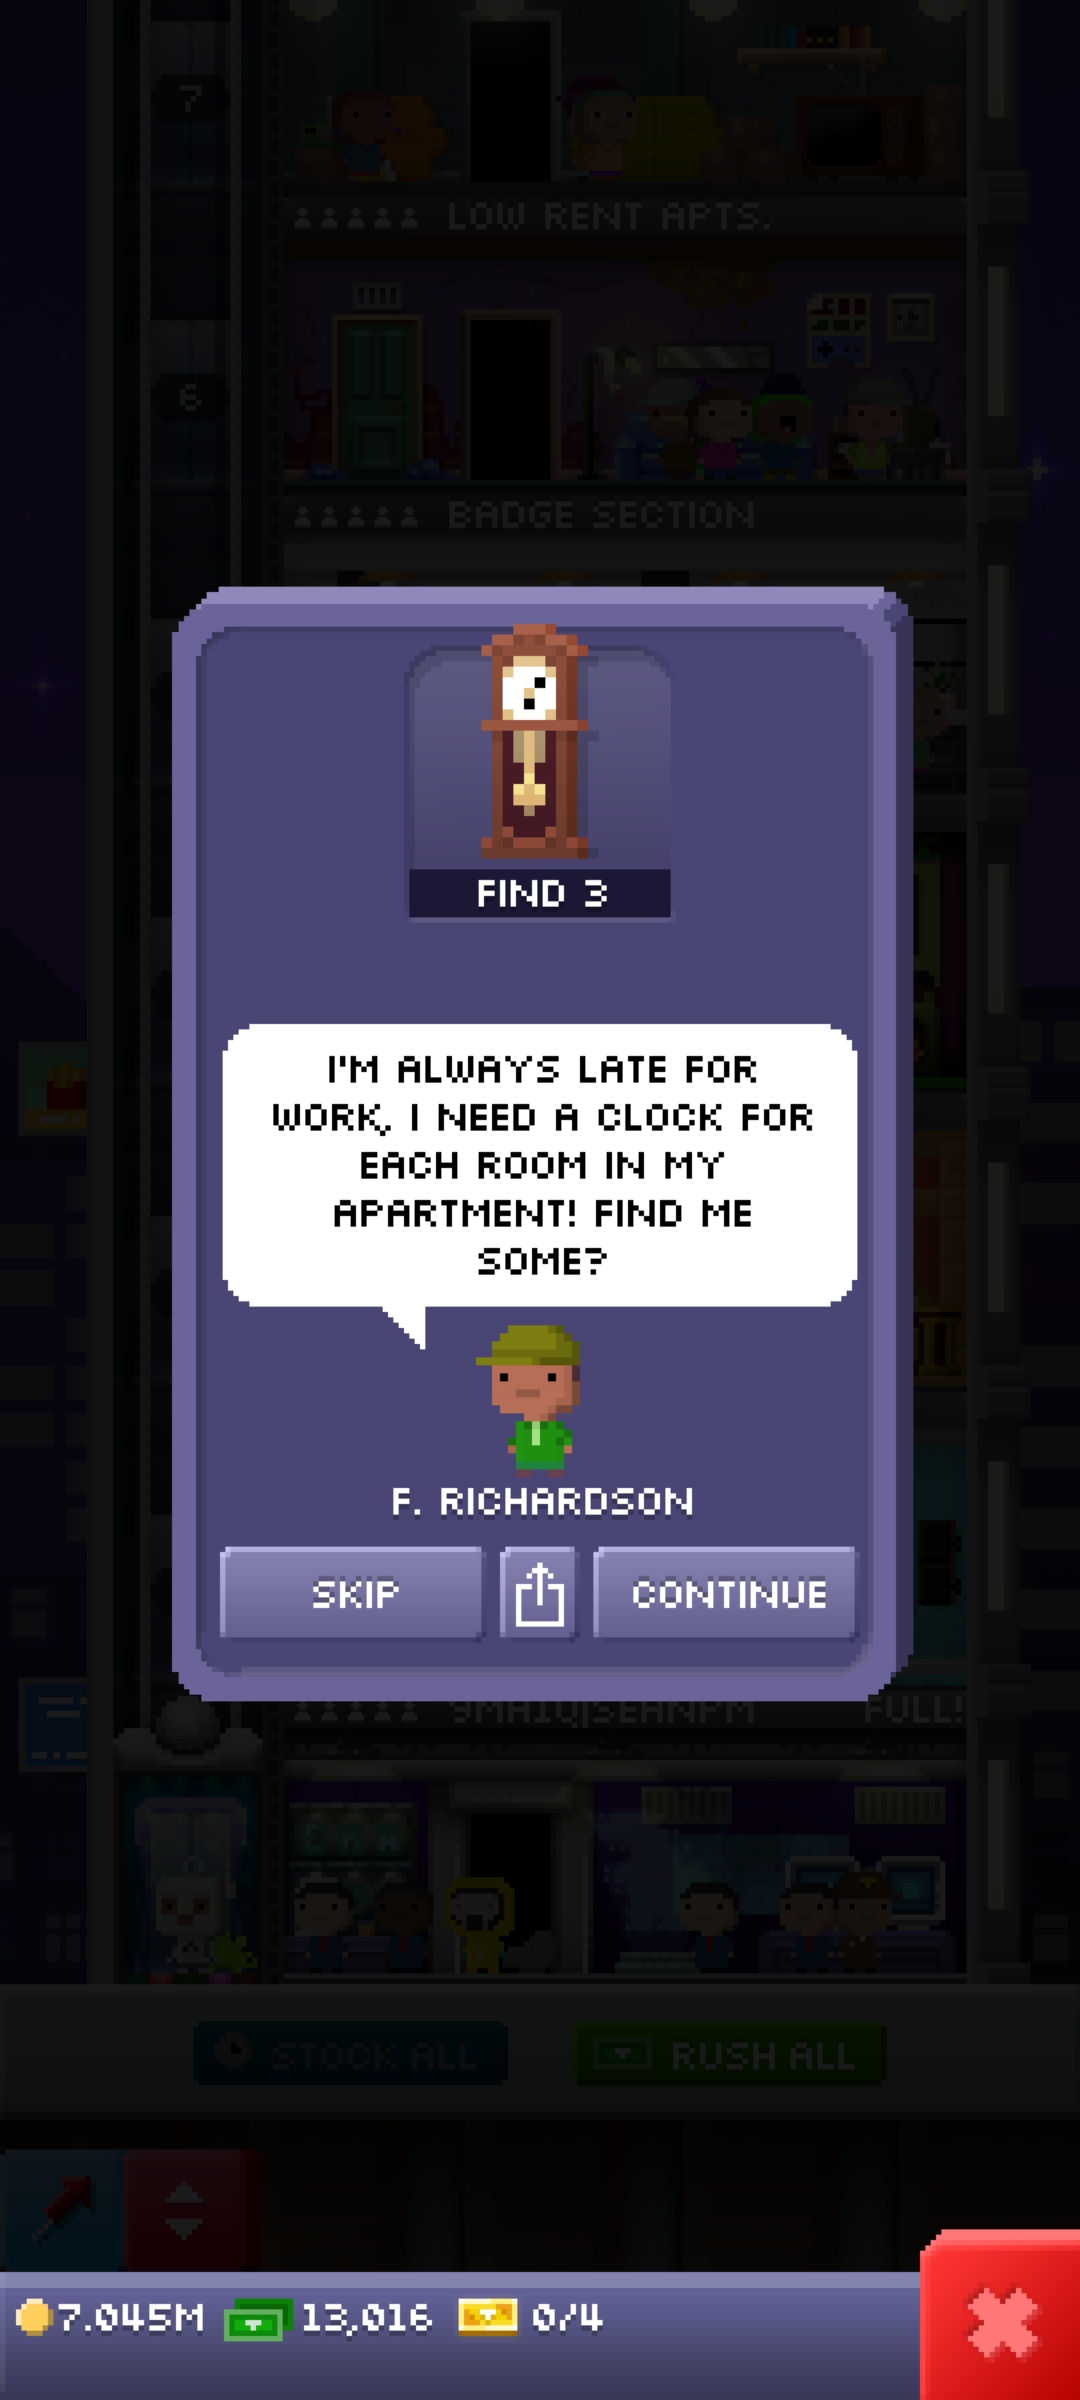 7
LOW RENT APTS.
6
BADGE SECTION
FIND 3
I'M ALWAYS LATE FOR
WORK, I NEED A CLOCK FOR
EACH ROOM IN MY
APARTMENT! FIND ME
SOME?
F. RICHARDSON
SKIP
CONTINUE
FULL!
STOCK ALL
RUSH ALL
7.045M
13,016
0/4